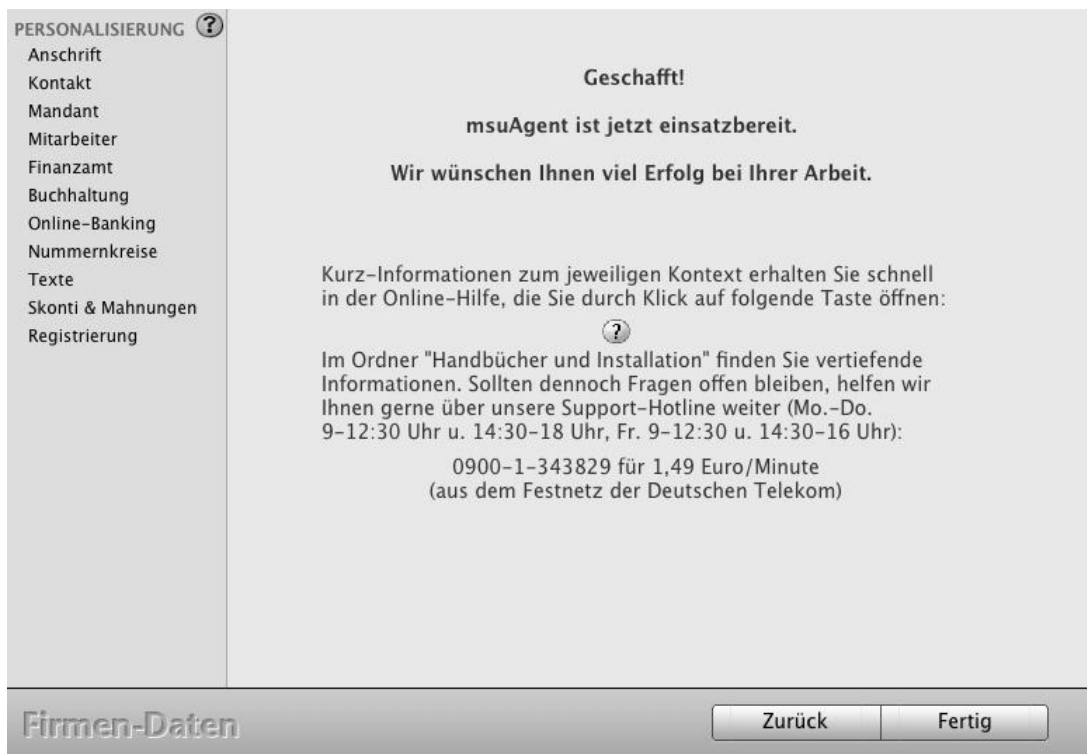 PERSONALISIERUNG ?
Anschrift
Kontakt
Mandant
Mitarbeiter
Finanzamt
Buchhaltung
Online-Banking
Nummernkreise
Texte
Skonti & Mahnungen
Registrierung
Geschafft!
msuAgent ist jetzt einsatzbereit.
Wir wünschen Ihnen viel Erfolg bei Ihrer Arbeit.
Kurz-Informationen zum jeweiligen Kontext erhalten Sie schnell
in der Online-Hilfe, die Sie durch Klick auf folgende Taste öffnen:
?
Im Ordner "Handbücher und Installation" finden Sie vertiefende
Informationen. Sollten dennoch Fragen offen bleiben, helfen wir
Ihnen gerne über unsere Support-Hotline weiter (Mo.-Do.
9-12:30 Uhr u. 14:30-18 Uhr, Fr. 9-12:30 u. 14:30-16 Uhr):
0900-1-343829 für 1,49 Euro/Minute
(aus dem Festnetz der Deutschen Telekom)
Firmen-Daten
Zurück
Fertig